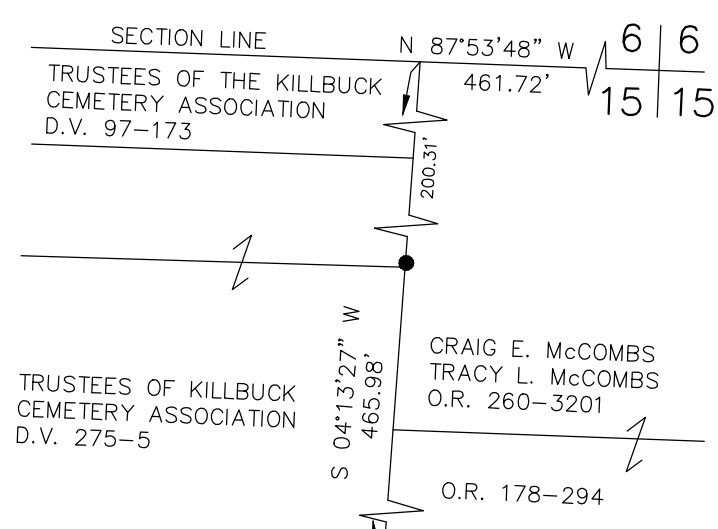 SECTION LINE
N 87°53'48" W
461.72'
6 6
15 15
TRUSTEES OF THE KILLBUCK
CEMETERY ASSOCIATION
D.V. 97-173
200.31'
S 04°13'27" W
465.98'
CRAIG E. McCOMBS
TRACY L. McCOMBS
O.R. 260-3201
TRUSTEES OF KILLBUCK
CEMETERY ASSOCIATION
D.V. 275-5
O.R. 178-294